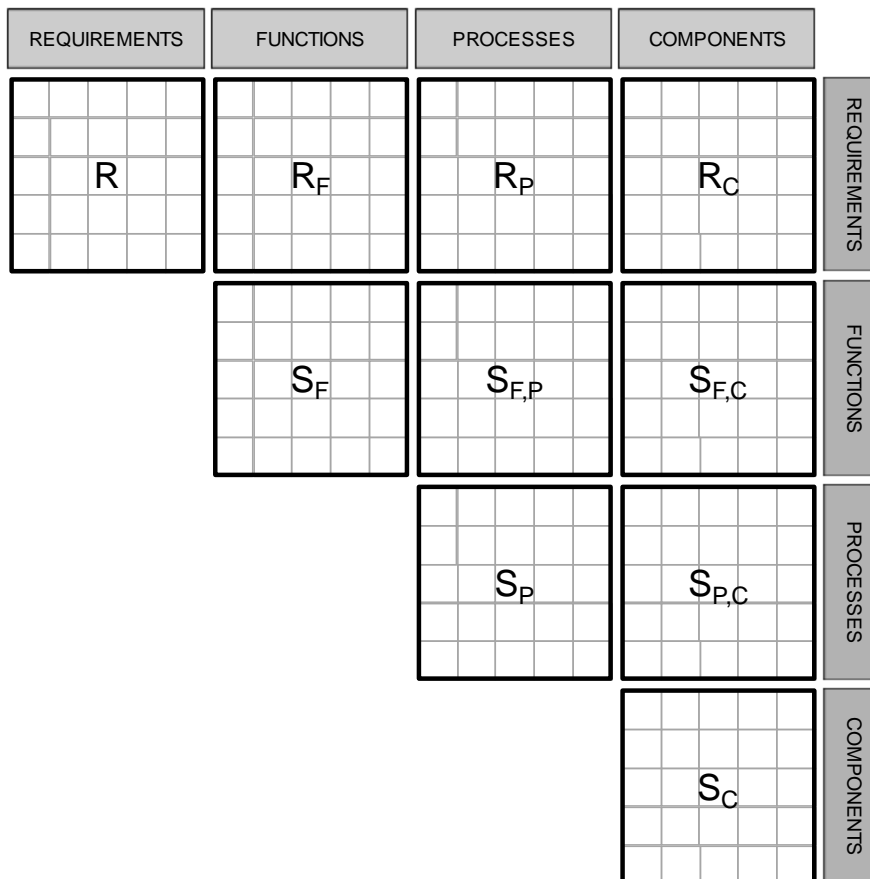 REQUIREMENTS FUNCTIONS PROCESSES COMPONENTS
R R_F R_P R_C REQUIREMENTS
S_F S_F,P S_F,C FUNCTIONS
S_P S_P,C PROCESSES
S_C COMPONENTS